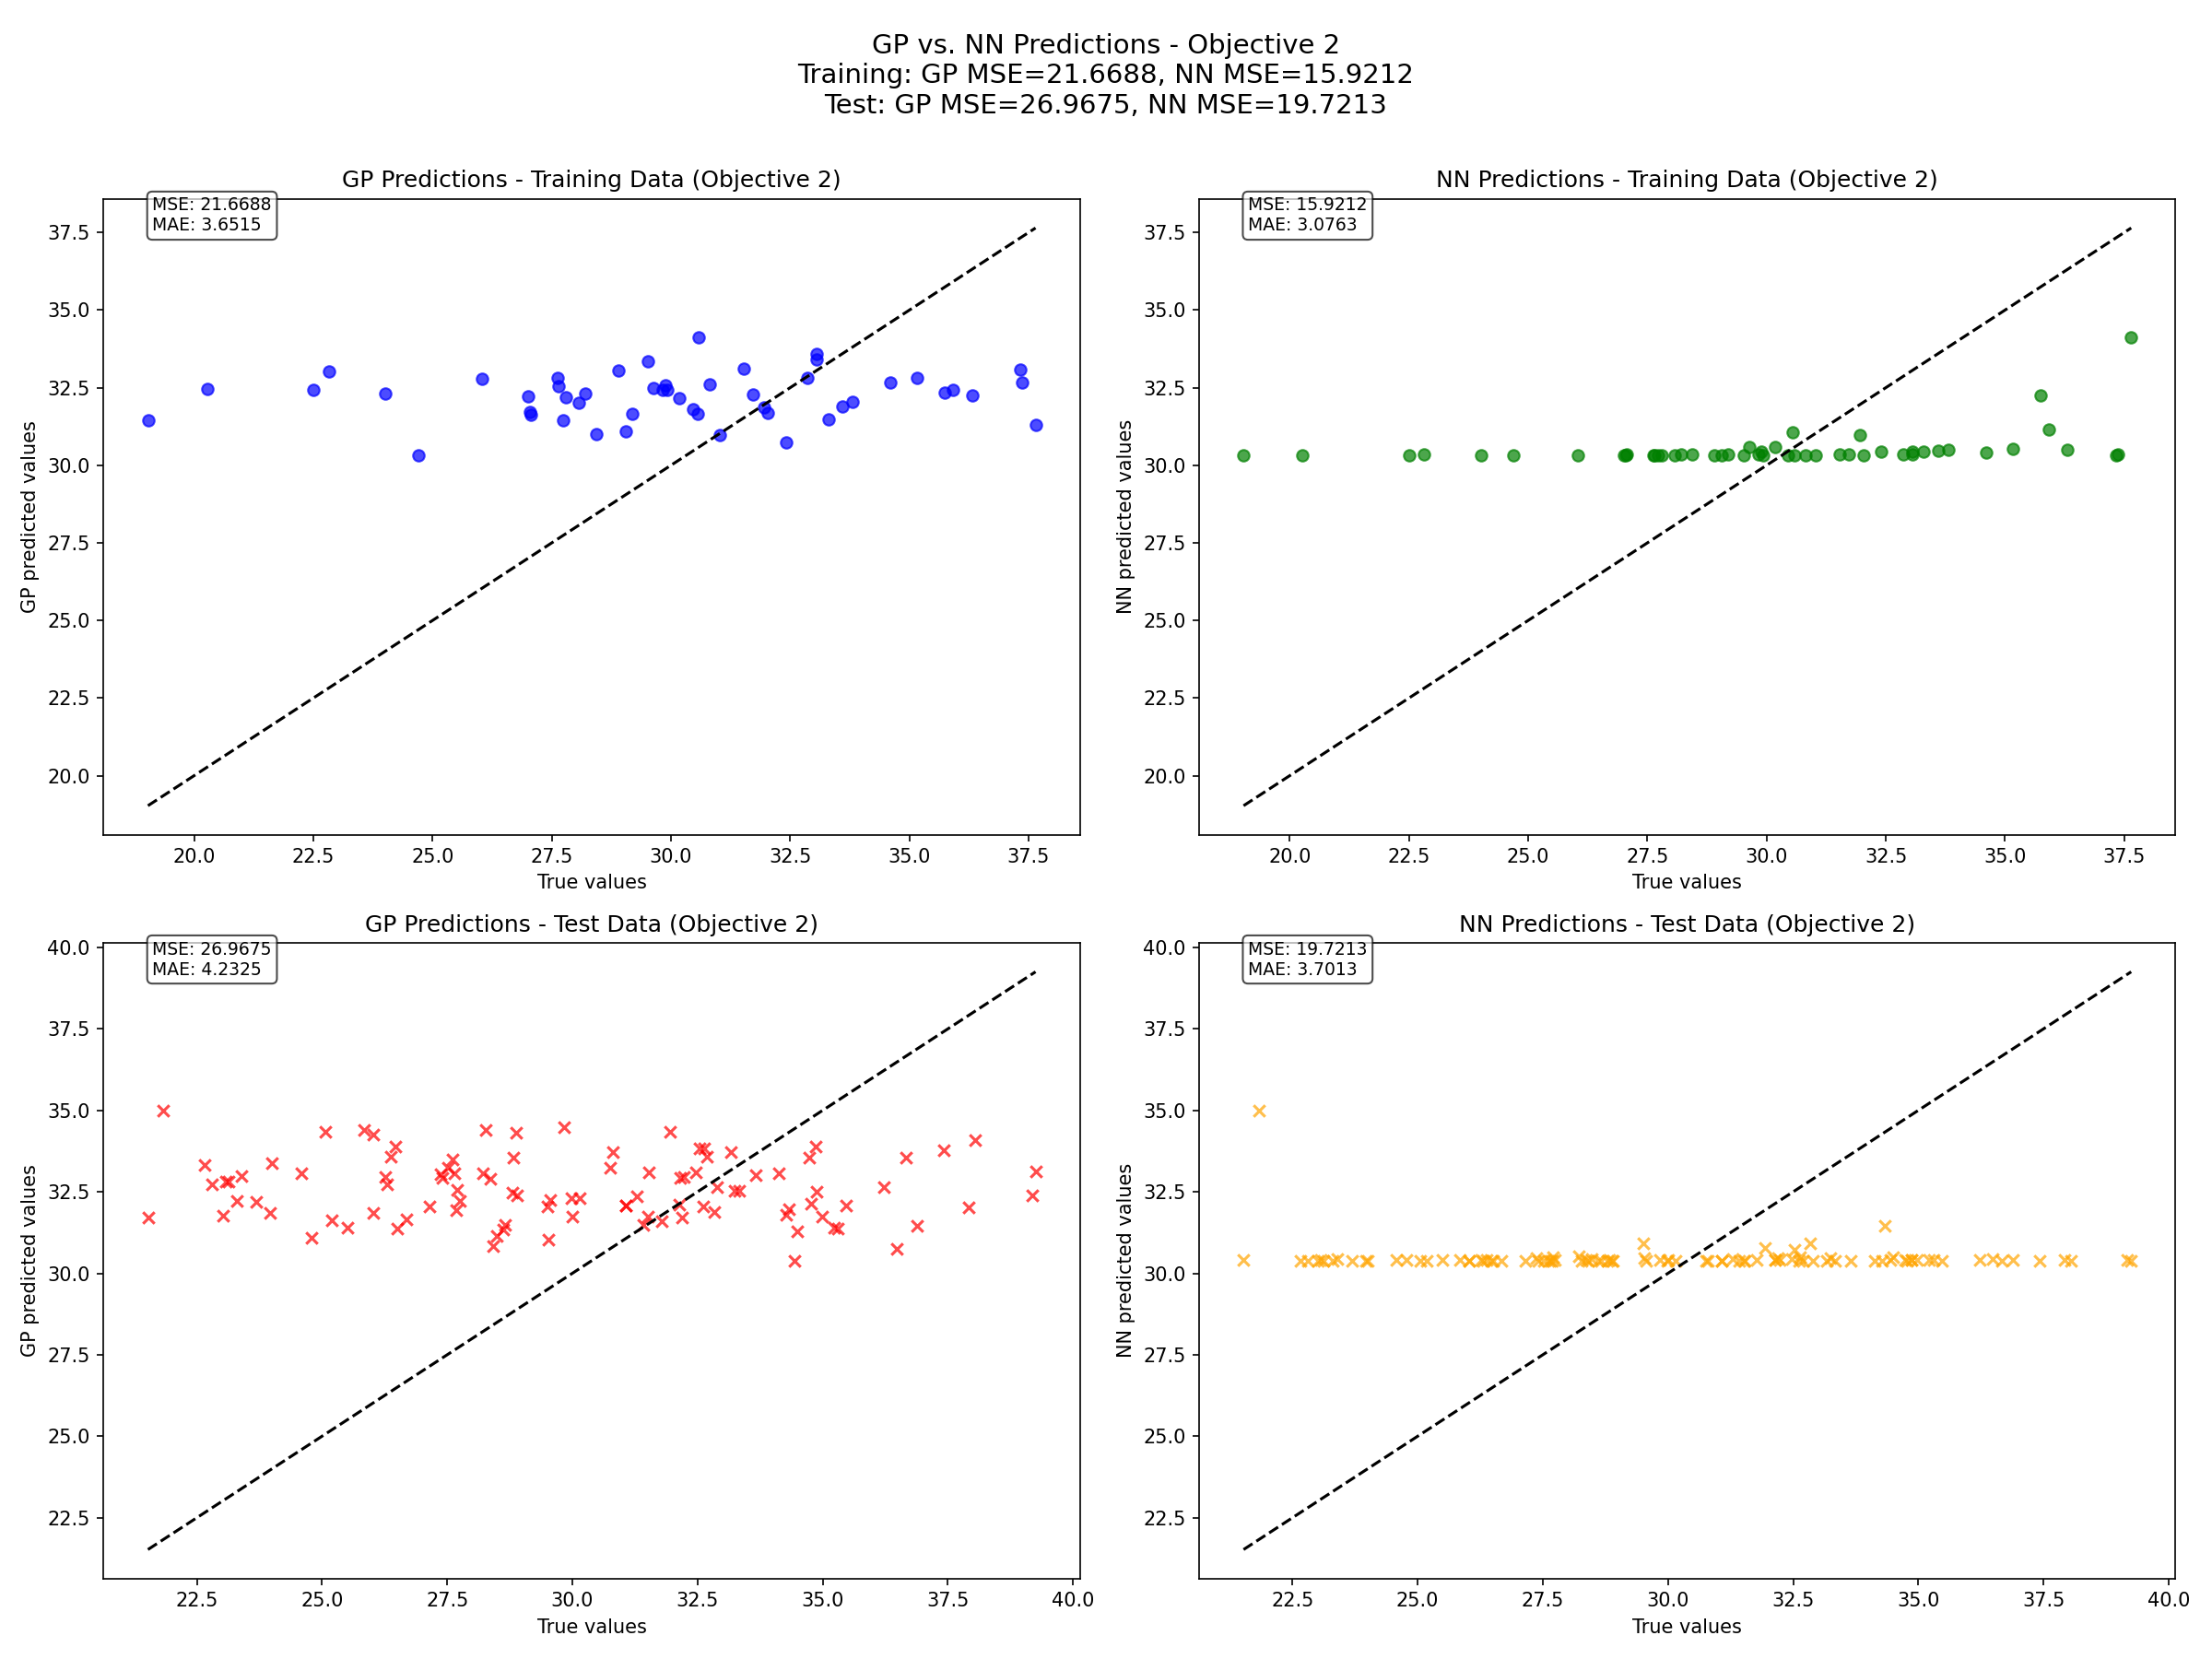 GP vs. NN Predictions - Objective 2
Training: GP MSE=21.6688, NN MSE=15.9212
Test: GP MSE=26.9675, NN MSE=19.7213
GP Predictions - Training Data (Objective 2)
MSE: 21.6688
MAE: 3.6515
37.5
35.0
32.5
30.0
27.5
25.0
22.5
20.0
GP predicted values
20.0 22.5 25.0 27.5 30.0 32.5 35.0 37.5
True values
NN Predictions - Training Data (Objective 2)
MSE: 15.9212
MAE: 3.0763
37.5
35.0
32.5
30.0
27.5
25.0
22.5
20.0
NN predicted values
20.0 22.5 25.0 27.5 30.0 32.5 35.0 37.5
True values
GP Predictions - Test Data (Objective 2)
MSE: 26.9675
MAE: 4.2325
40.0
37.5
35.0
32.5
30.0
27.5
25.0
22.5
GP predicted values
22.5 25.0 27.5 30.0 32.5 35.0 37.5 40.0
True values
NN Predictions - Test Data (Objective 2)
MSE: 19.7213
MAE: 3.7013
40.0
37.5
35.0
32.5
30.0
27.5
25.0
22.5
NN predicted values
22.5 25.0 27.5 30.0 32.5 35.0 37.5 40.0
True values